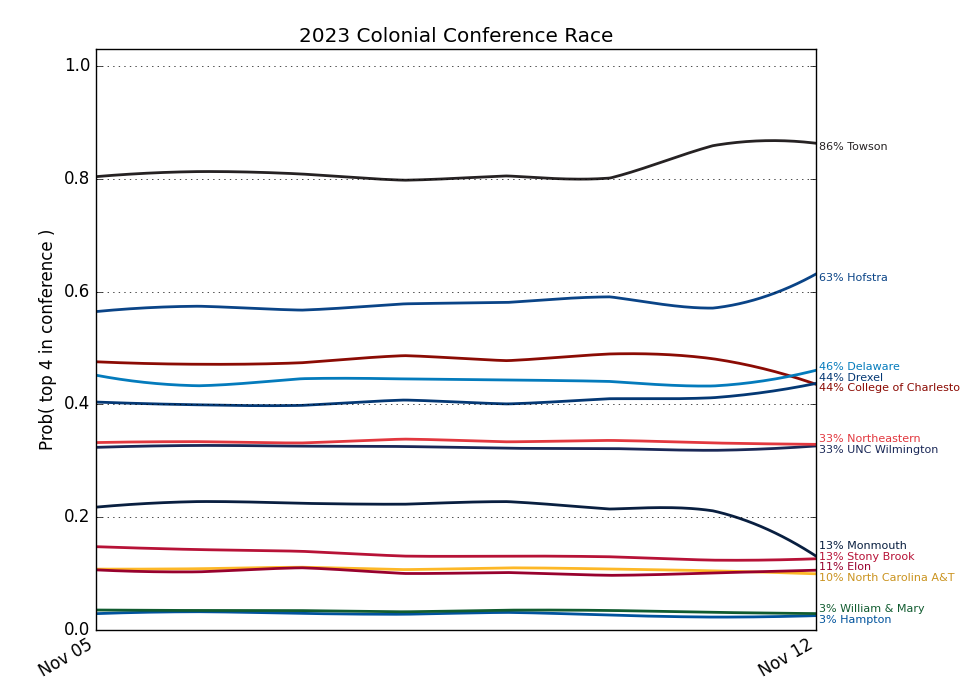 2023 Colonial Conference Race
Prob( top 4 in conference )
1.0
0.8
0.6
0.4
0.2
0.0
Nov 05
Nov 12
86% Towson
63% Hofstra
46% Delaware
44% Drexel
44% College of Charlesto
33% Northeastern
33% UNC Wilmington
13% Monmouth
13% Stony Brook
11% Elon
10% North Carolina A&T
3% William & Mary
3% Hampton